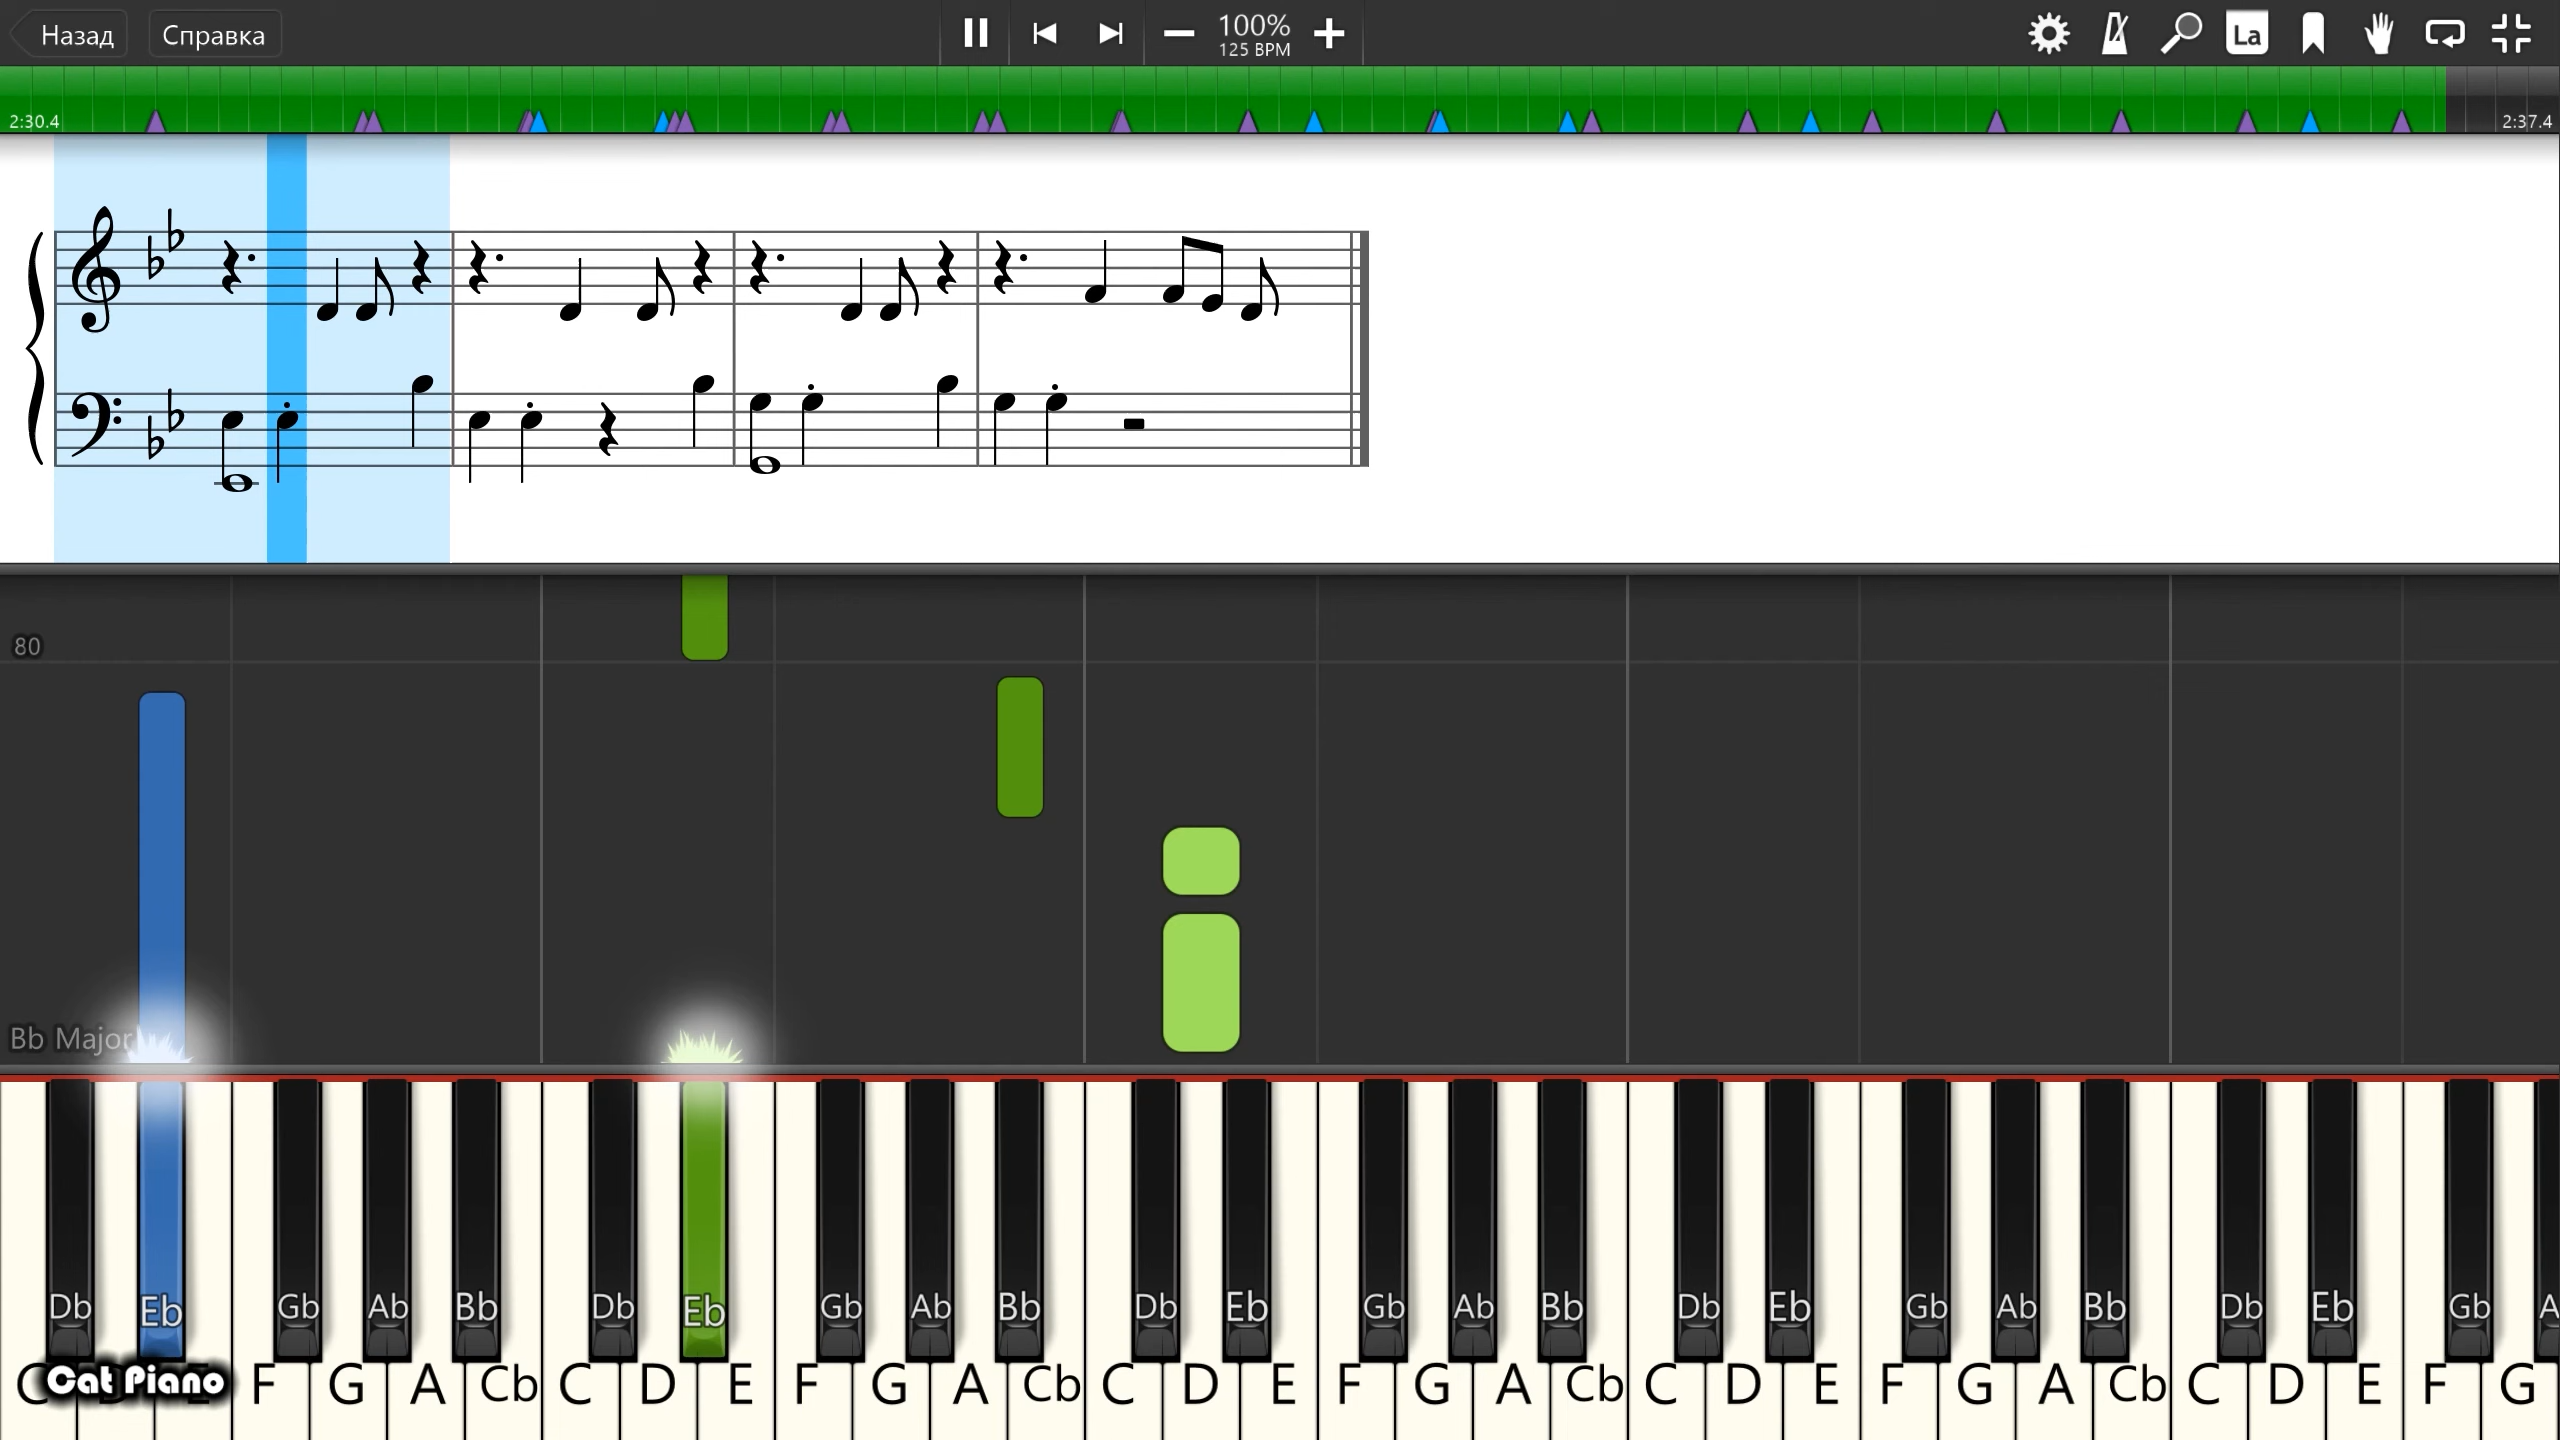 Назад Справка 100% La
125 BPM
2:30.4 2:37.4
80
Bb Major
Db Eb Gb Ab Bb Db Eb Gb Ab Bb Db Eb Gb Ab Bb Db Eb Gb Ab Bb Db Eb Gb A
C D E F G A Cb C D E F G A Cb C D E F G A Cb C D E F G A Cb C D E F G
Cat Piano